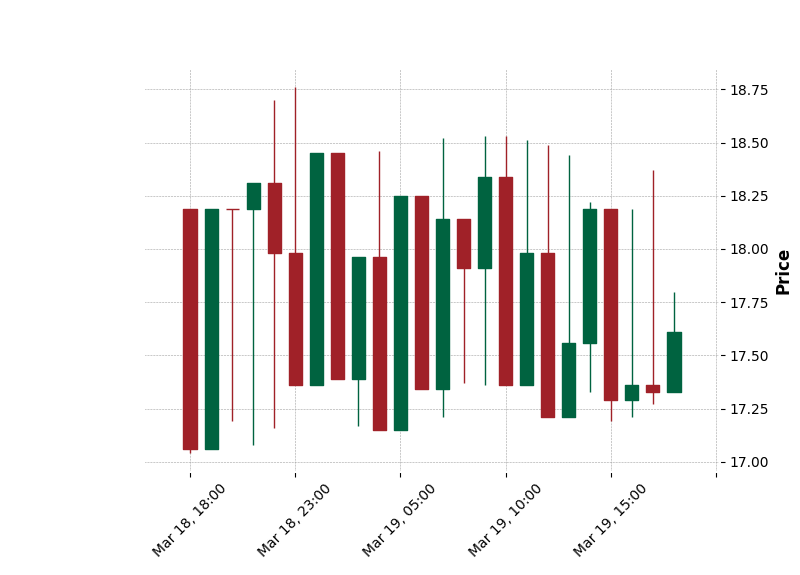 18.75
18.50
18.25
18.00
17.75
17.50
17.25
17.00
Price
Mar 18, 18:00
Mar 18, 23:00
Mar 19, 05:00
Mar 19, 10:00
Mar 19, 15:00